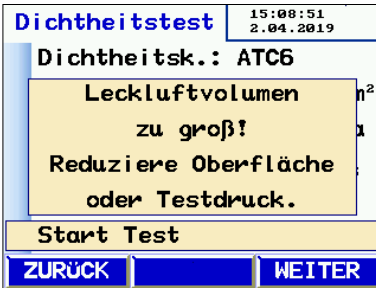 Dichtheitstest
15:08:51
2.04.2019
Dichtheitsk.: ATC6
Leckluftvolumen
zu groß!
Reduziere Oberfläche
oder Testdruck.
Start Test
ZURÜCK
WEITER